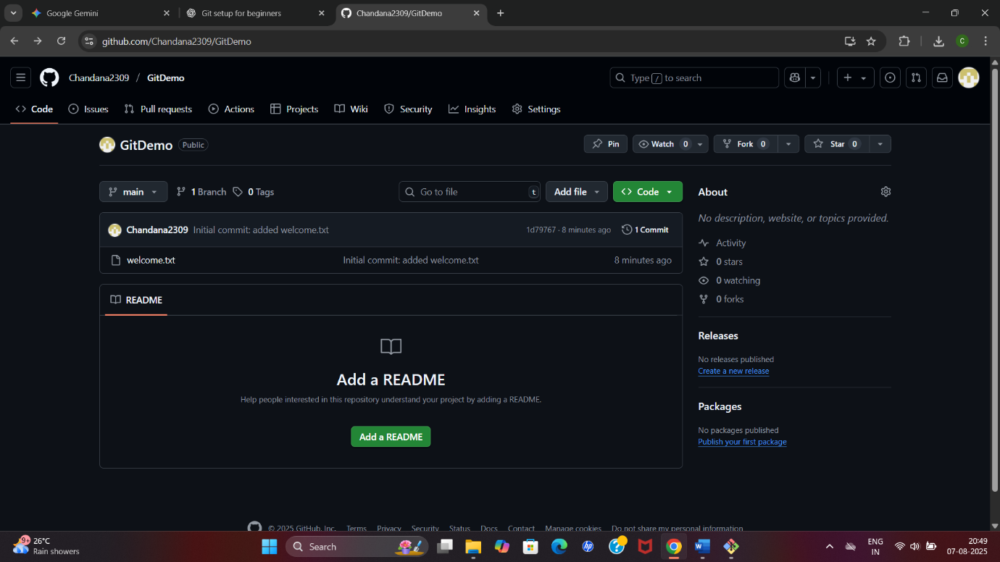 Google Gemini
Git setup for beginners
Chandana2309/GitDemo
github.com/Chandana2309/GitDemo
C
Chandana2309 / GitDemo
Type / to search
Code Issues Pull requests Actions Projects Wiki Security Insights Settings
GitDemo Public
Pin Watch 0 Fork 0 Star 0
main 1 Branch 0 Tags Go to file t Add file Code
Chandana2309 Initial commit: added welcome.txt 1d79767 · 8 minutes ago 1 Commit
welcome.txt Initial commit: added welcome.txt 8 minutes ago
README
Add a README
Help people interested in this repository understand your project by adding a README.
Add a README
About
No description, website, or topics provided.
Activity
0 stars
0 watching
0 forks
Releases
No releases published
Create a new release
Packages
No packages published
Publish your first package
© 2025 GitHub, Inc. Terms Privacy Security Status Docs Contact Manage cookies Do not share my personal information
9+
26°C
Rain showers
Search
hp
ENG
IN
20:49
07-08-2025